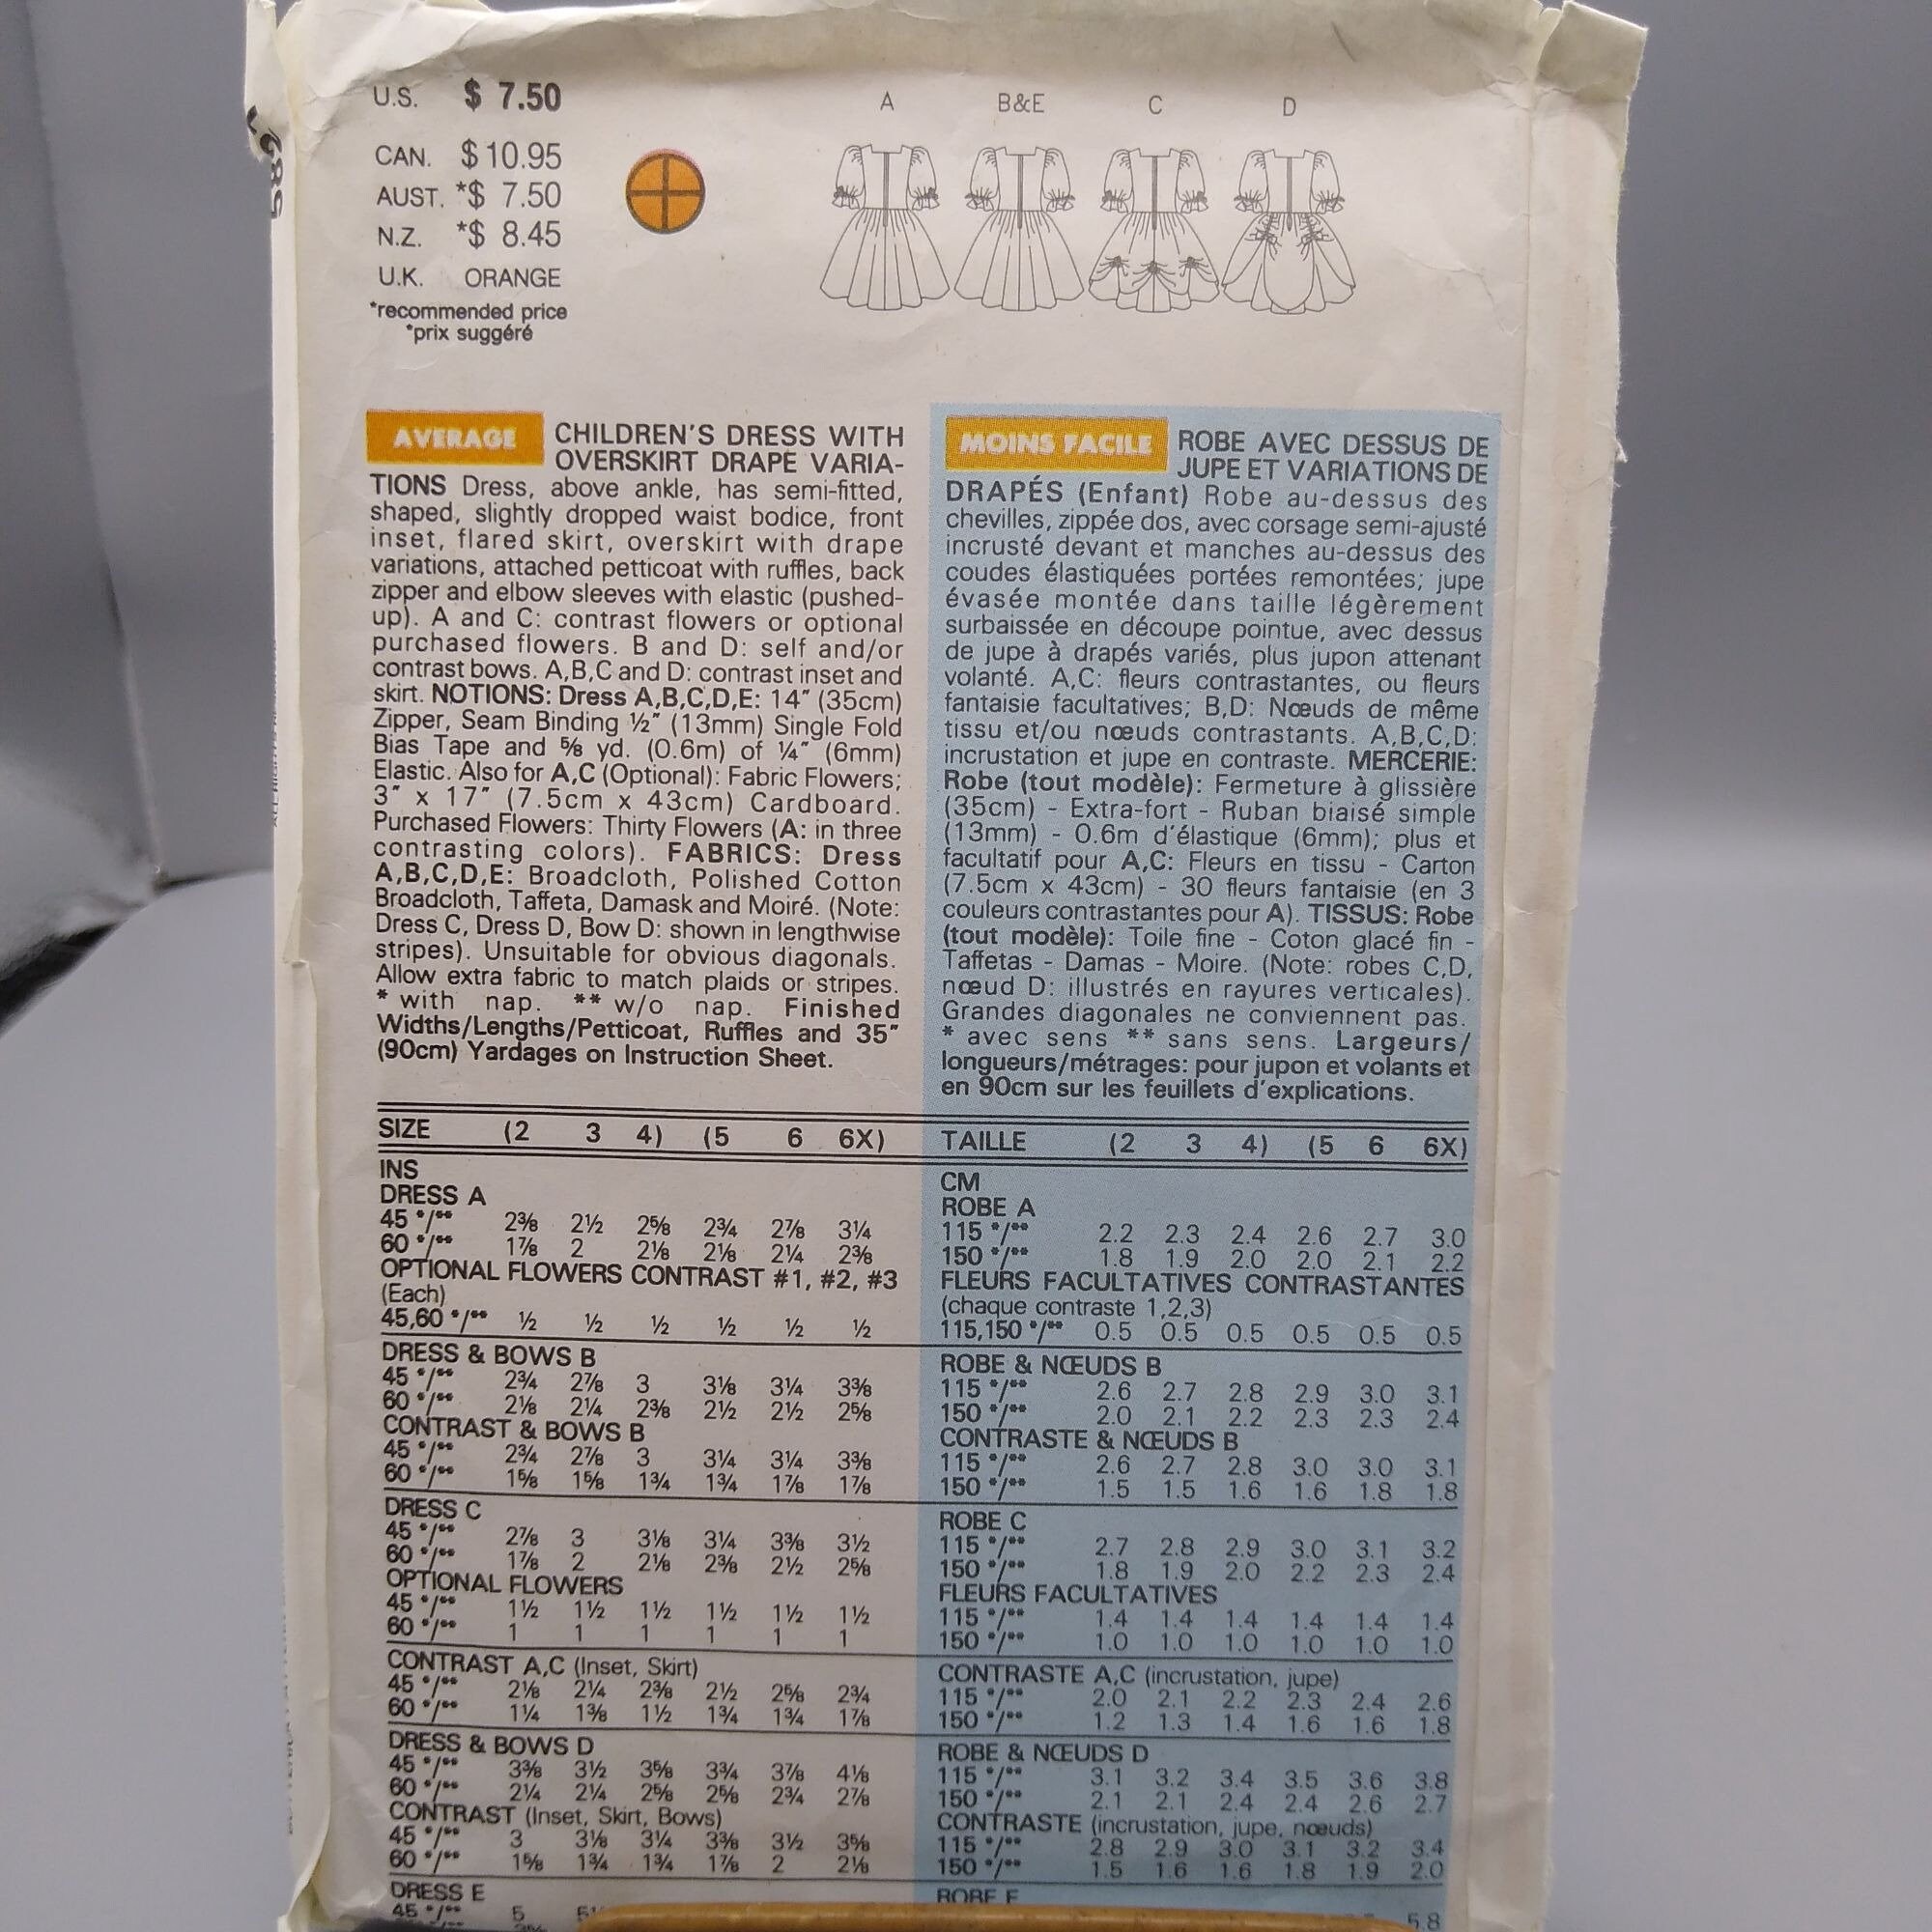 U.S. $ 7.50
CAN. $ 10.95
AUST. *$ 7.50
N.Z. *$ 8.45
U.K. ORANGE
*recommended price
*prix suggéré
A B&E C D
5897
AVERAGE
CHILDREN'S DRESS WITH
OVERSKIRT DRAPE VARIA-
TIONS Dress, above ankle, has semi-fitted,
shaped, slightly dropped waist bodice, front
inset, flared skirt, overskirt with drape
variations, attached petticoat with ruffles, back
zipper and elbow sleeves with elastic (pushed-
up). A and C: contrast flowers or optional
purchased flowers. B and D: self and/or
contrast bows. A,B,C and D: contrast inset and
skirt. NOTIONS: Dress A,B,C,D,E: 14" (35cm)
Zipper, Seam Binding ½" (13mm) Single Fold
Bias Tape and ⅝ yd. (0.6m) of ¼" (6mm)
Elastic. Also for A,C (Optional): Fabric Flowers;
3" x 17" (7.5cm x 43cm) Cardboard.
Purchased Flowers: Thirty Flowers (A: in three
contrasting colors). FABRICS: Dress
A,B,C,D,E: Broadcloth, Polished Cotton
Broadcloth, Taffeta, Damask and Moiré. (Note:
Dress C, Dress D, Bow D: shown in lengthwise
stripes). Unsuitable for obvious diagonals.
Allow extra fabric to match plaids or stripes.
* with nap. ** w/o nap. Finished
Widths/Lengths/Petticoat, Ruffles and 35"
(90cm) Yardages on Instruction Sheet.
MOINS FACILE
ROBE AVEC DESSUS DE
JUPE ET VARIATIONS DE
DRAPÉS (Enfant) Robe au-dessus des
chevilles, zippée dos, avec corsage semi-ajusté
incrusté devant et manches au-dessus des
coudes élastiquées portées remontées; jupe
évasée montée dans taille légèrement
surbaissée en découpe pointue, avec dessus
de jupe à drapés variés, plus jupon attenant
volanté. A,C: fleurs contrastantes, ou fleurs
fantaisie facultatives; B,D: Nœuds de même
tissu et/ou nœuds contrastants. A,B,C,D:
incrustation et jupe en contraste. MERCERIE:
Robe (tout modèle): Fermeture à glissière
(35cm) - Extra-fort - Ruban biaisé simple
(13mm) - 0.6m d'élastique (6mm); plus et
facultatif pour A,C: Fleurs en tissu - Carton
(7.5cm x 43cm) - 30 fleurs fantaisie (en 3
couleurs contrastantes pour A). TISSUS: Robe
(tout modèle): Toile fine - Coton glacé fin -
Taffetas - Damas - Moire. (Note: robes C,D,
nœud D: illustrés en rayures verticales).
Grandes diagonales ne conviennent pas.
* avec sens ** sans sens. Largeurs/
longueurs/métrages: pour jupon et volants et
en 90cm sur les feuillets d'explications.
SIZE (2 3 4) (5 6 6X)
INS
DRESS A
45 */** 2⅜ 2½ 2⅝ 2¾ 2⅞ 3¼
60 */** 1⅞ 2 2⅛ 2⅛ 2¼ 2⅜
OPTIONAL FLOWERS CONTRAST #1, #2, #3
(Each)
45,60 */** ½ ½ ½ ½ ½ ½
DRESS & BOWS B
45 */** 2¾ 2⅞ 3 3⅛ 3¼ 3⅜
60 */** 2⅛ 2¼ 2⅜ 2½ 2½ 2⅝
CONTRAST & BOWS B
45 */** 2¾ 2⅞ 3 3¼ 3¼ 3⅜
60 */** 1⅝ 1⅝ 1¾ 1¾ 1⅞ 1⅞
DRESS C
45 */** 2⅞ 3 3⅛ 3¼ 3⅜ 3½
60 */** 1⅞ 2 2⅛ 2⅜ 2½ 2⅝
OPTIONAL FLOWERS
45 */** 1½ 1½ 1½ 1½ 1½ 1½
60 */** 1 1 1 1 1 1
CONTRAST A,C (Inset, Skirt)
45 */** 2⅛ 2¼ 2⅜ 2½ 2⅝ 2¾
60 */** 1¼ 1⅜ 1½ 1¾ 1¾ 1⅞
DRESS & BOWS D
45 */** 3⅜ 3½ 3⅝ 3¾ 3⅞ 4⅛
60 */** 2¼ 2¼ 2⅝ 2⅝ 2¾ 2⅞
CONTRAST (Inset, Skirt, Bows)
45 */** 3 3⅛ 3¼ 3⅜ 3½ 3⅝
60 */** 1⅝ 1¾ 1¾ 1⅞ 2 2⅛
DRESS E
45 */** 5
TAILLE (2 3 4) (5 6 6X)
CM
ROBE A
115 */** 2.2 2.3 2.4 2.6 2.7 3.0
150 */** 1.8 1.9 2.0 2.0 2.1 2.2
FLEURS FACULTATIVES CONTRASTANTES
(chaque contraste 1,2,3)
115,150 */** 0.5 0.5 0.5 0.5 0.5 0.5
ROBE & NŒUDS B
115 */** 2.6 2.7 2.8 2.9 3.0 3.1
150 */** 2.0 2.1 2.2 2.3 2.3 2.4
CONTRASTE & NŒUDS B
115 */** 2.6 2.7 2.8 3.0 3.0 3.1
150 */** 1.5 1.5 1.6 1.6 1.8 1.8
ROBE C
115 */** 2.7 2.8 2.9 3.0 3.1 3.2
150 */** 1.8 1.9 2.0 2.2 2.3 2.4
FLEURS FACULTATIVES
115 */** 1.4 1.4 1.4 1.4 1.4 1.4
150 */** 1.0 1.0 1.0 1.0 1.0 1.0
CONTRASTE A,C (incrustation, jupe)
115 */** 2.0 2.1 2.2 2.3 2.4 2.6
150 */** 1.2 1.3 1.4 1.6 1.6 1.8
ROBE & NŒUDS D
115 */** 3.1 3.2 3.4 3.5 3.6 3.8
150 */** 2.1 2.1 2.4 2.4 2.6 2.7
CONTRASTE (incrustation, jupe, nœuds)
115 */** 2.8 2.9 3.0 3.1 3.2 3.4
150 */** 1.5 1.6 1.6 1.8 1.9 2.0
ROBE E
5.8